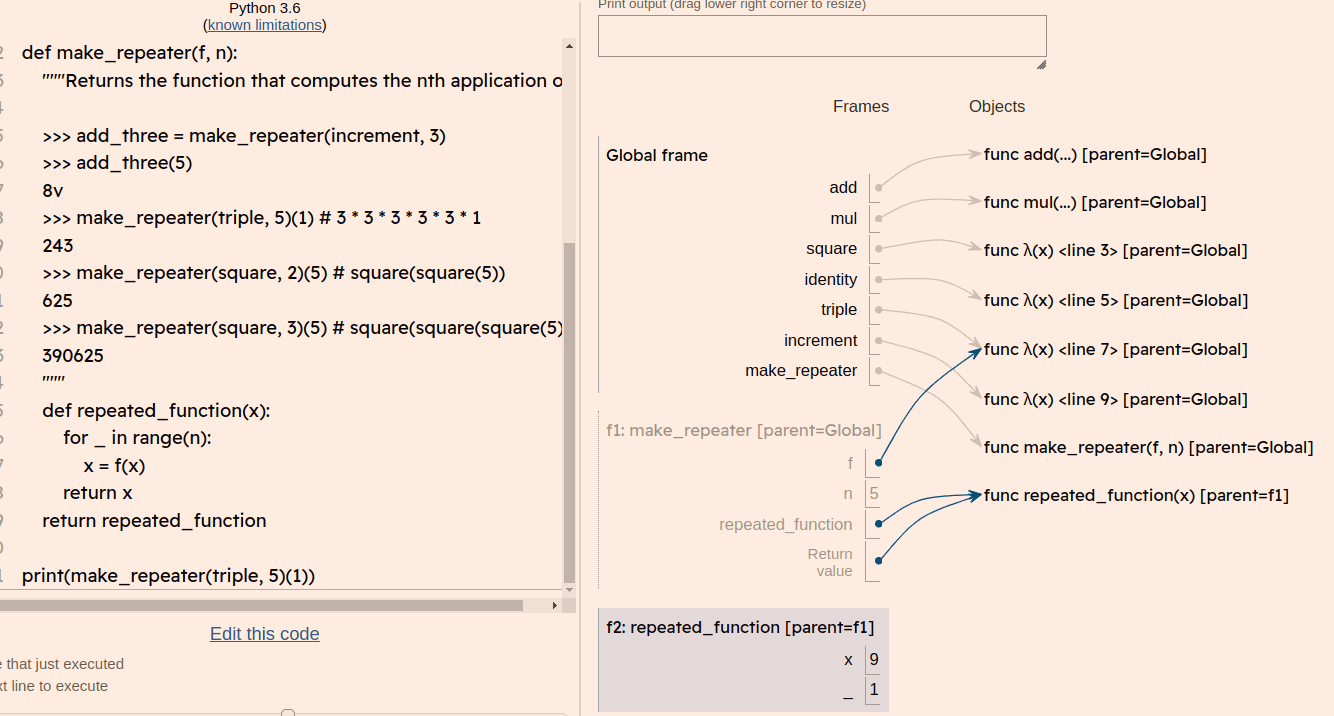 Python 3.6
(known limitations)
2 def make_repeater(f, n):
3 """Returns the function that computes the nth application o
4
5 >>> add_three = make_repeater(increment, 3)
6 >>> add_three(5)
7 8v
8 >>> make_repeater(triple, 5)(1) # 3 * 3 * 3 * 3 * 3 * 1
9 243
0 >>> make_repeater(square, 2)(5) # square(square(5))
1 625
2 >>> make_repeater(square, 3)(5) # square(square(square(5)
3 390625
4 """
5 def repeated_function(x):
6 for _ in range(n):
7 x = f(x)
8 return x
9 return repeated_function
0
1 print(make_repeater(triple, 5)(1))
Edit this code
e that just executed
xt line to execute
Print output (drag lower right corner to resize)
Frames
Objects
Global frame
add
mul
square
identity
triple
increment
make_repeater
func add(...) [parent=Global]
func mul(...) [parent=Global]
func λ(x) <line 3> [parent=Global]
func λ(x) <line 5> [parent=Global]
func λ(x) <line 7> [parent=Global]
func λ(x) <line 9> [parent=Global]
func make_repeater(f, n) [parent=Global]
func repeated_function(x) [parent=f1]
f1: make_repeater [parent=Global]
f
n 5
repeated_function
Return
value
f2: repeated_function [parent=f1]
x 9
_ 1